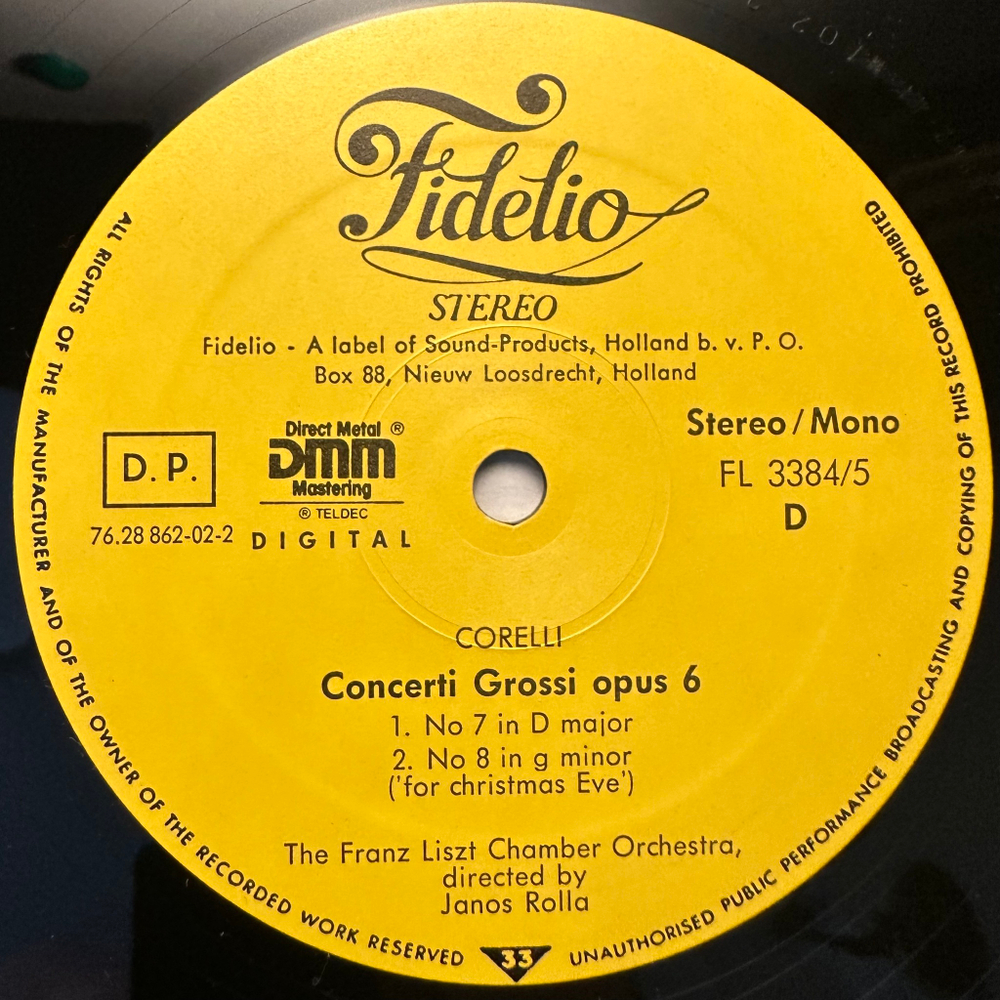 Fidelio
STEREO
Fidelio - A label of Sound-Products, Holland b. v. P. O.
Box 88, Nieuw Loosdrecht, Holland
D. P.
76.28 862-02-2
Direct Metal ®
DMM
Mastering
® TELDEC
DIGITAL
Stereo/Mono
FL 3384/5
D
CORELLI
Concerti Grossi opus 6
1. No 7 in D major
2. No 8 in g minor
('for christmas Eve')
The Franz Liszt Chamber Orchestra,
directed by
Janos Rolla
ALL RIGHTS OF THE MANUFACTURER AND OF THE OWNER OF THE RECORDED WORK RESERVED
33
UNAUTHORISED PUBLIC PERFORMANCE BROADCASTING AND COPYING OF THIS RECORD PROHIBITED